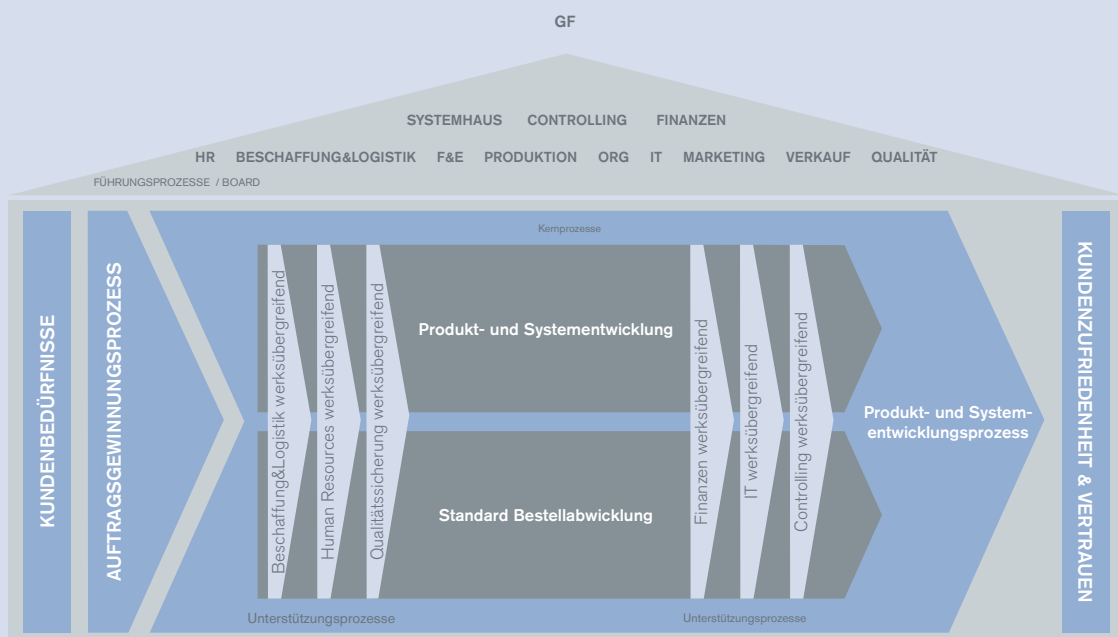 GF
SYSTEMHAUS CONTROLLING FINANZEN
HR BESCHAFFUNG&LOGISTIK F&E PRODUKTION ORG IT MARKETING VERKAUF QUALITÄT
FÜHRUNGSPROZESSE / BOARD
KUNDENBEDÜRFNISSE
AUFTRAGSGEWINNUNGSPROZESS
Kernprozesse
Beschaffung&Logistik werksübergreifend
Human Resources werksübergreifend
Qualitätssicherung werksübergreifend
Produkt- und Systementwicklung
Standard Bestellabwicklung
Finanzen werksübergreifend
IT werksübergreifend
Controlling werksübergreifend
Produkt- und System-
entwicklungsprozess
KUNDENZUFRIEDENHEIT & VERTRAUEN
Unterstützungsprozesse
Unterstützungsprozesse